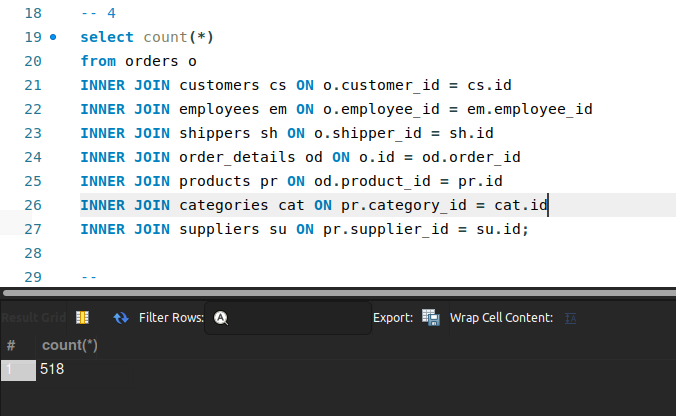 18 -- 4
19 select count(*)
20 from orders o
21 INNER JOIN customers cs ON o.customer_id = cs.id
22 INNER JOIN employees em ON o.employee_id = em.employee_id
23 INNER JOIN shippers sh ON o.shipper_id = sh.id
24 INNER JOIN order_details od ON o.id = od.order_id
25 INNER JOIN products pr ON od.product_id = pr.id
26 INNER JOIN categories cat ON pr.category_id = cat.id
27 INNER JOIN suppliers su ON pr.supplier_id = su.id;
28
29 --
Result Grid Filter Rows: A Export: Wrap Cell Content: IA
# count(*)
1 518